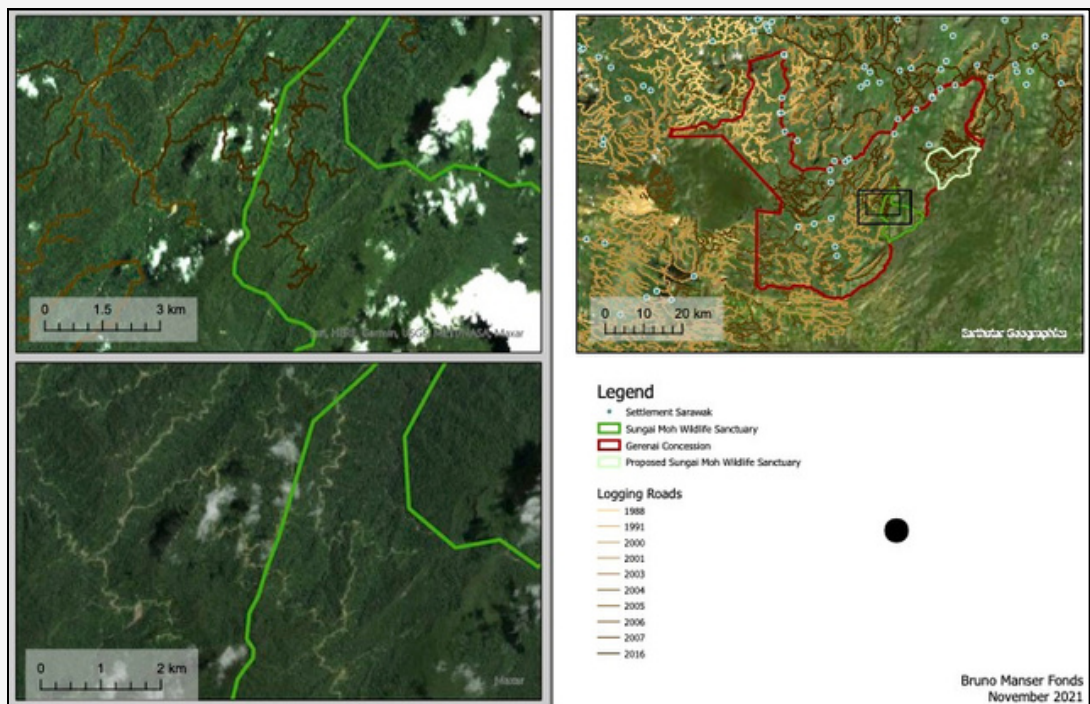 0 1.5 3 km
0 10 20 km
Earthstar Geographics
0 1 2 km
Maxar
Legend
Settlement Sarawak
Sungai Moh Wildlife Sanctuary
Gerenai Concession
Proposed Sungai Moh Wildlife Sanctuary
Logging Roads
1988
1991
2000
2001
2003
2004
2005
2006
2007
2016
Bruno Manser Fonds
November 2021